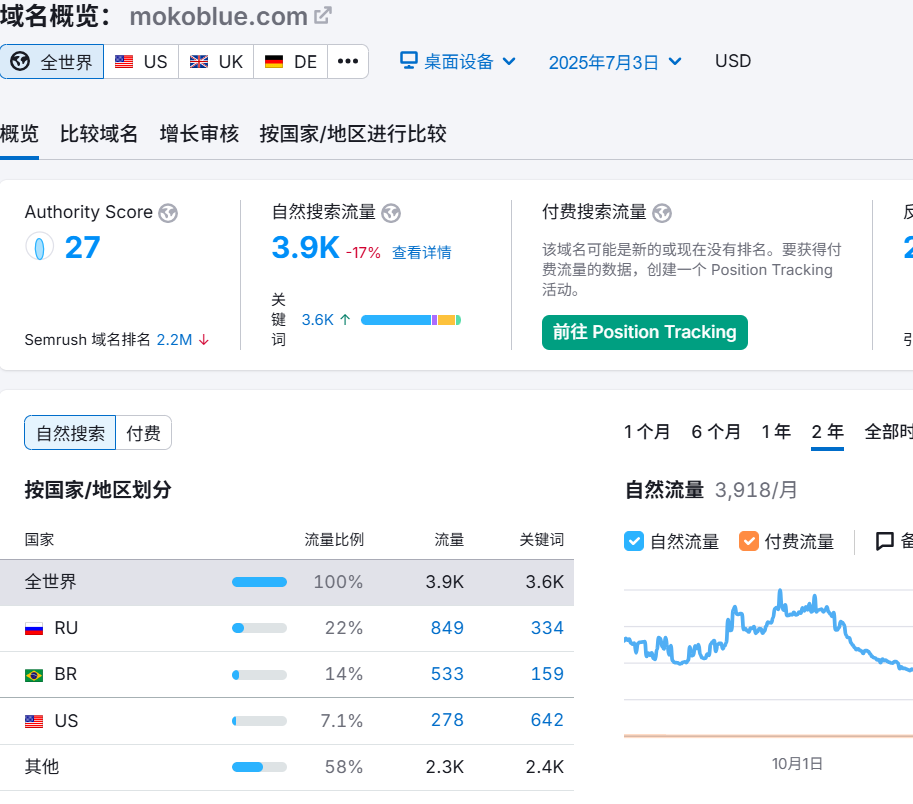 域名概览： mokoblue.com
全世界 US UK DE ••• 桌面设备 2025年7月3日 USD
概览 比较域名 增长审核 按国家/地区进行比较
Authority Score
27
Semrush 域名排名 2.2M ↓
自然搜索流量
3.9K -17% 查看详情
关
键
词
3.6K ↑
付费搜索流量
该域名可能是新的或现在没有排名。要获得付
费流量的数据，创建一个 Position Tracking
活动。
前往 Position Tracking
自然搜索 付费
按国家/地区划分
国家 流量比例 流量 关键词
全世界 100% 3.9K 3.6K
RU 22% 849 334
BR 14% 533 159
US 7.1% 278 642
其他 58% 2.3K 2.4K
1 个月 6 个月 1 年 2 年 全部时
自然流量 3,918/月
自然流量 付费流量
10月1日